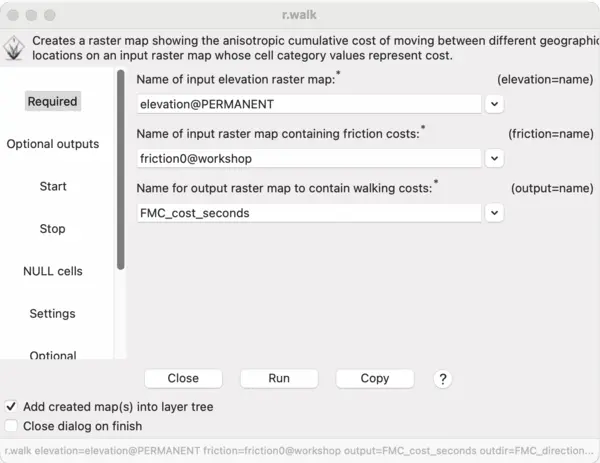 r.walk
Creates a raster map showing the anisotropic cumulative cost of moving between different geographic
locations on an input raster map whose cell category values represent cost.
Required
Optional outputs
Start
Stop
NULL cells
Settings
Optional
Name of input elevation raster map:* (elevation=name)
elevation@PERMANENT
Name of input raster map containing friction costs:* (friction=name)
friction0@workshop
Name for output raster map to contain walking costs:* (output=name)
FMC_cost_seconds
Close Run Copy ?
Add created map(s) into layer tree
Close dialog on finish
r.walk elevation=elevation@PERMANENT friction=friction0@workshop output=FMC_cost_seconds outdir=FMC_direction...